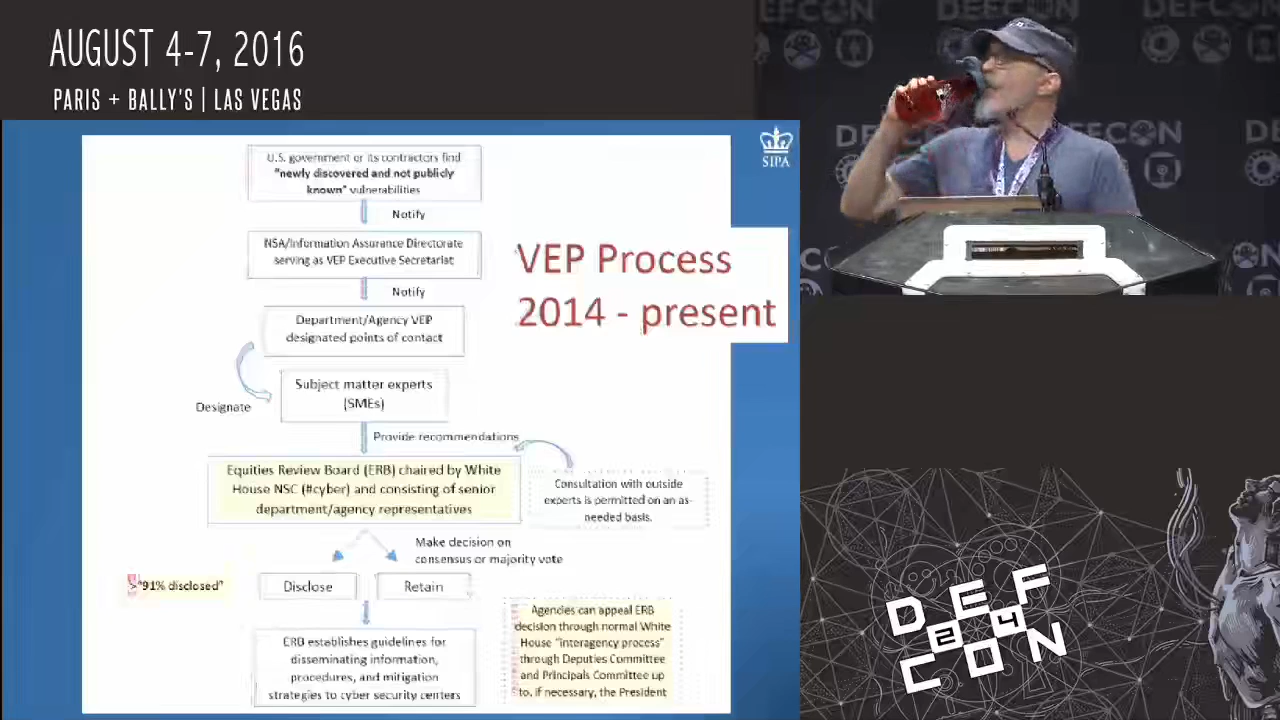 AUGUST 4-7, 2016
PARIS + BALLY'S | LAS VEGAS
DEFCON
DEFCON
DEFCON
SIPA
U.S. government or its contractors find
"newly discovered and not publicly
known" vulnerabilities
Notify
NSA/Information Assurance Directorate
serving as VEP Executive Secretariat
VEP Process
2014 - present
Notify
Department/Agency VEP
designated points of contact
Designate
Subject matter experts
(SMEs)
Provide recommendations
Equities Review Board (ERB) chaired by White
House NSC (#cyber) and consisting of senior
department/agency representatives
Consultation with outside
experts is permitted on an as-
needed basis.
Make decision on
consensus or majority vote
"91% disclosed"
Disclose
Retain
ERB establishes guidelines for
disseminating information,
procedures, and mitigation
strategies to cyber security centers
Agencies can appeal ERB
decision through normal White
House "interagency process"
through Deputies Committee
and Principals Committee up
to, if necessary, the President
DEF
24
CON